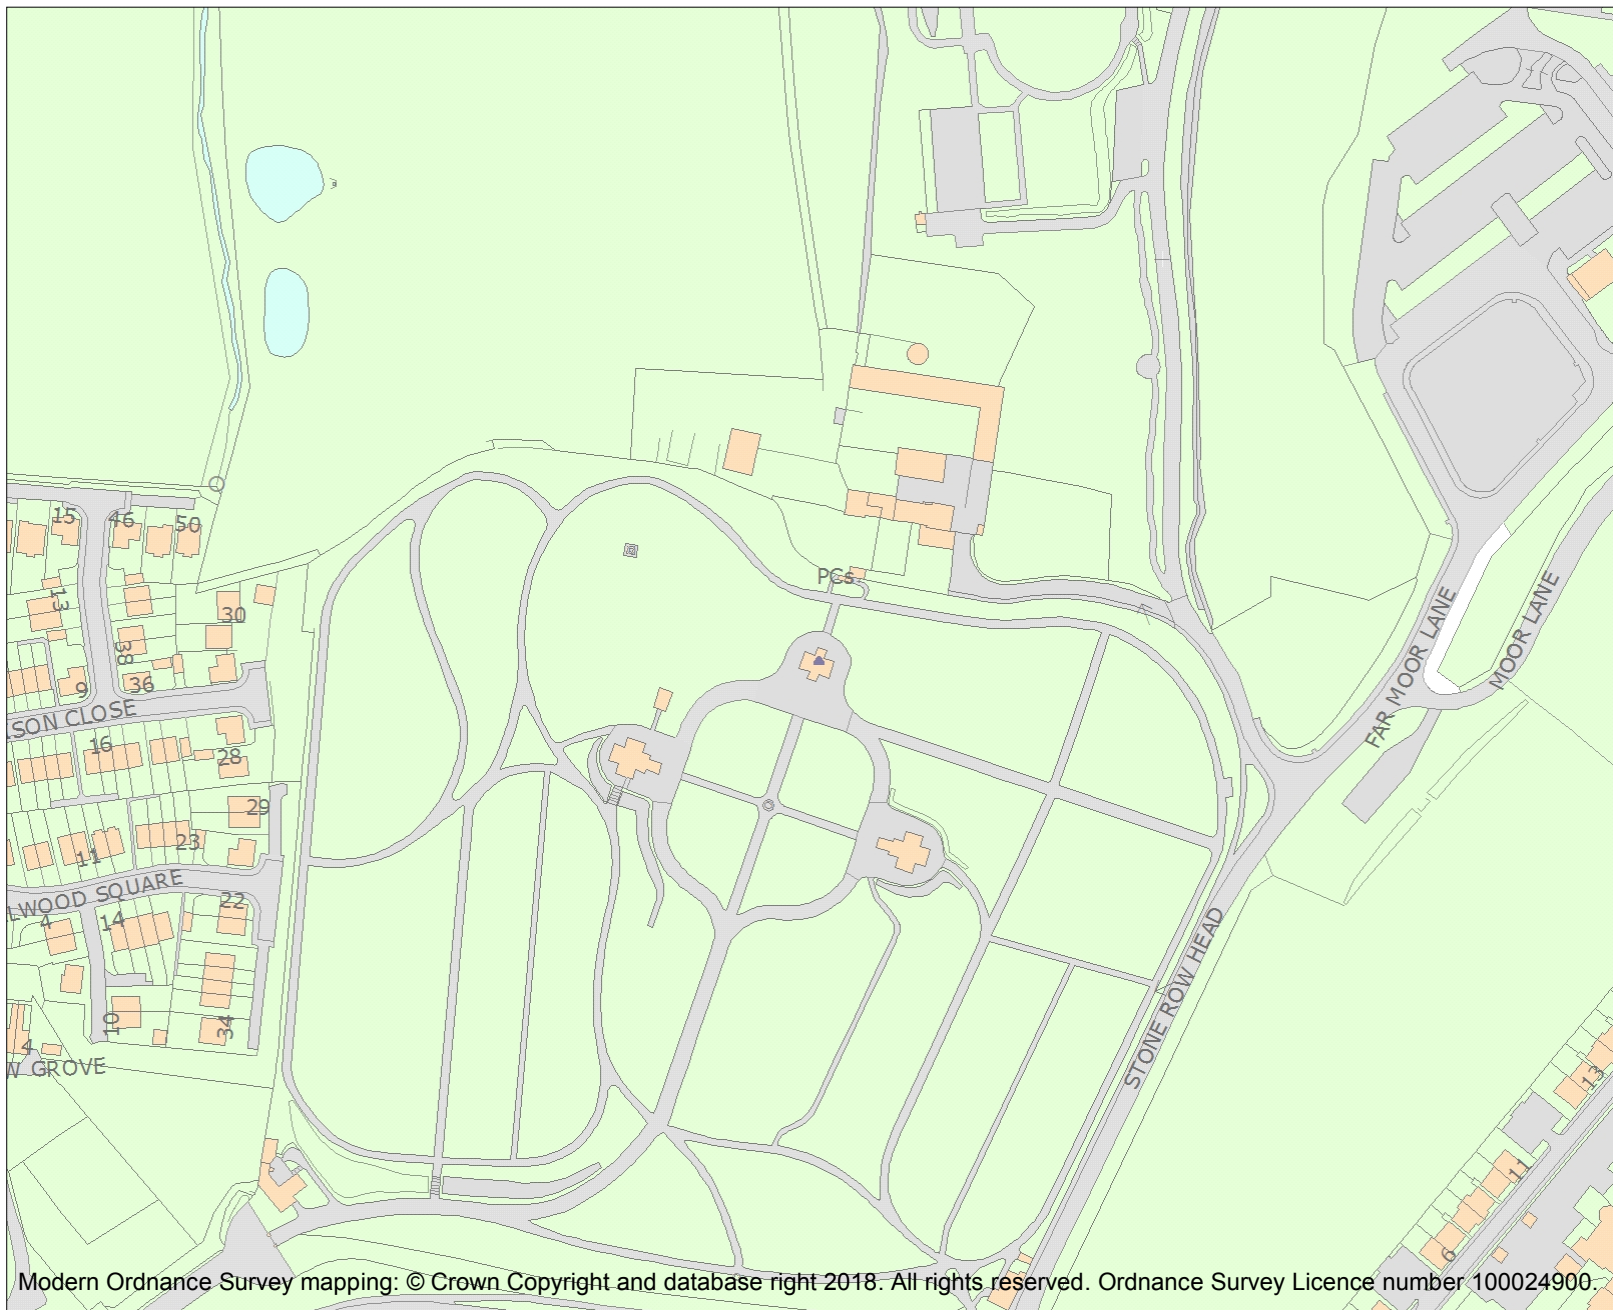 15
46
50
13
30
38
9
36
SON CLOSE
16
28
29
11
23
LWOOD SQUARE
4
14
22
10
34
4
W GROVE
PCs
FAR MOOR LANE
MOOR LANE
STONE ROW HEAD
13
11
6
Modern Ordnance Survey mapping: © Crown Copyright and database right 2018. All rights reserved. Ordnance Survey Licence number 100024900.